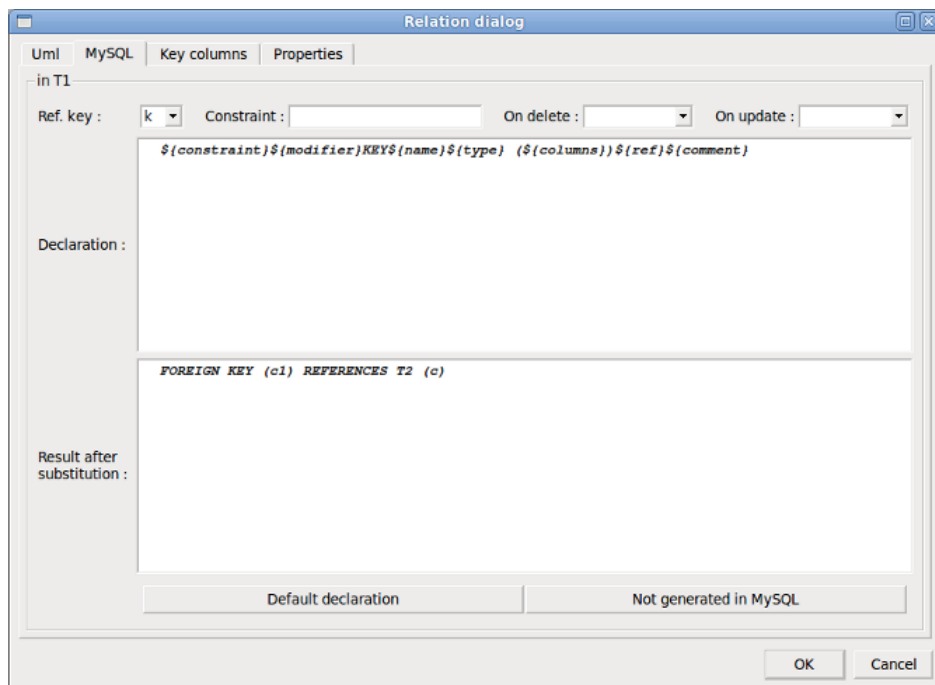 Relation dialog
Uml MySQL Key columns Properties
in T1
Ref. key : k Constraint : On delete : On update :
${constraint}${modifier}KEY${name}${type} (${columns})${ref}${comment}
Declaration :
FOREIGN KEY (c1) REFERENCES T2 (c)
Result after
substitution :
Default declaration Not generated in MySQL
OK Cancel